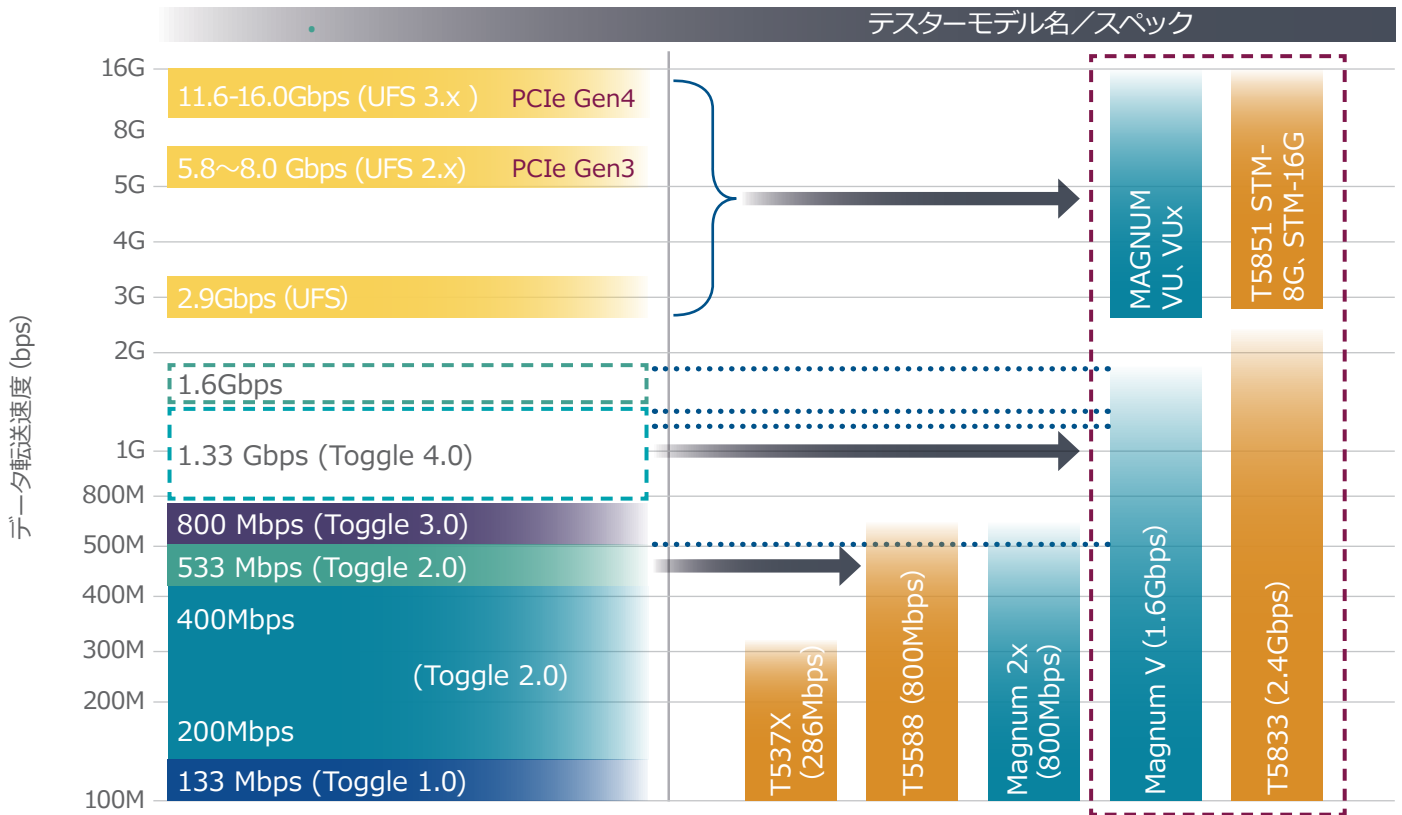 テスターモデル名／スペック
データ転送速度 (bps)
16G
8G
5G
4G
3G
2G
1G
800M
500M
400M
300M
200M
100M
11.6-16.0Gbps (UFS 3.x ) PCIe Gen4
5.8～8.0 Gbps (UFS 2.x) PCIe Gen3
2.9Gbps (UFS)
1.6Gbps
1.33 Gbps (Toggle 4.0)
800 Mbps (Toggle 3.0)
533 Mbps (Toggle 2.0)
400Mbps
(Toggle 2.0)
200Mbps
133 Mbps (Toggle 1.0)
T537X
(286Mbps)
T5588 (800Mbps)
Magnum 2x
(800Mbps)
MAGNUM
VU、VUx
Magnum V (1.6Gbps)
T5851 STM-
8G、STM-16G
T5833 (2.4Gbps)